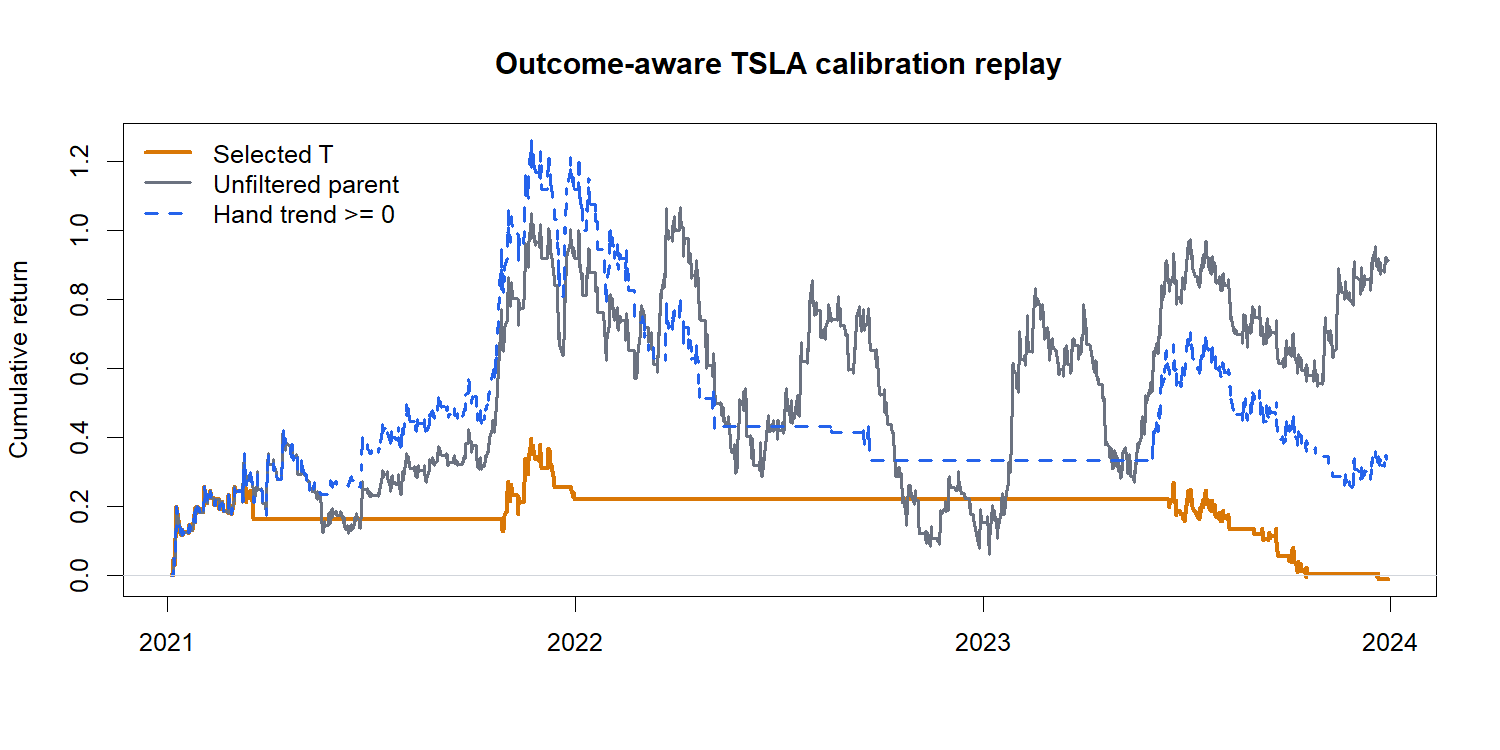 Outcome-aware TSLA calibration replay
Selected T
Unfiltered parent
Hand trend >= 0
Cumulative return
1.2
1.0
0.8
0.6
0.4
0.2
0.0
2021
2022
2023
2024